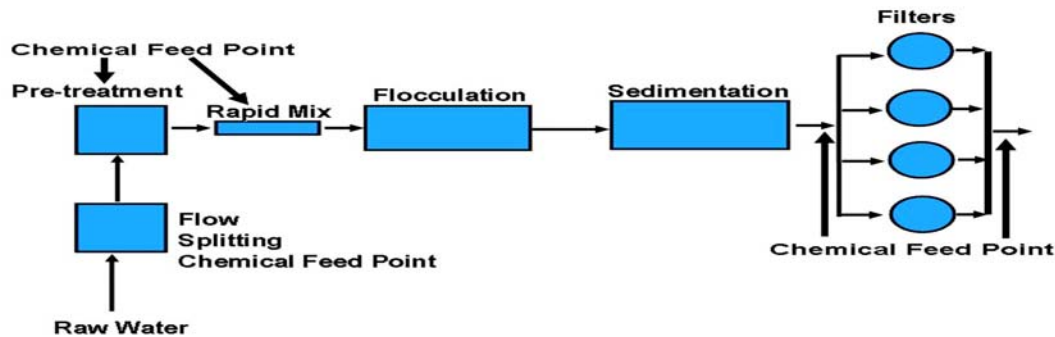 Filters
Chemical Feed Point
Pre-treatment
Rapid Mix
Flocculation
Sedimentation
Flow
Splitting
Chemical Feed Point
Chemical Feed Point
Raw Water